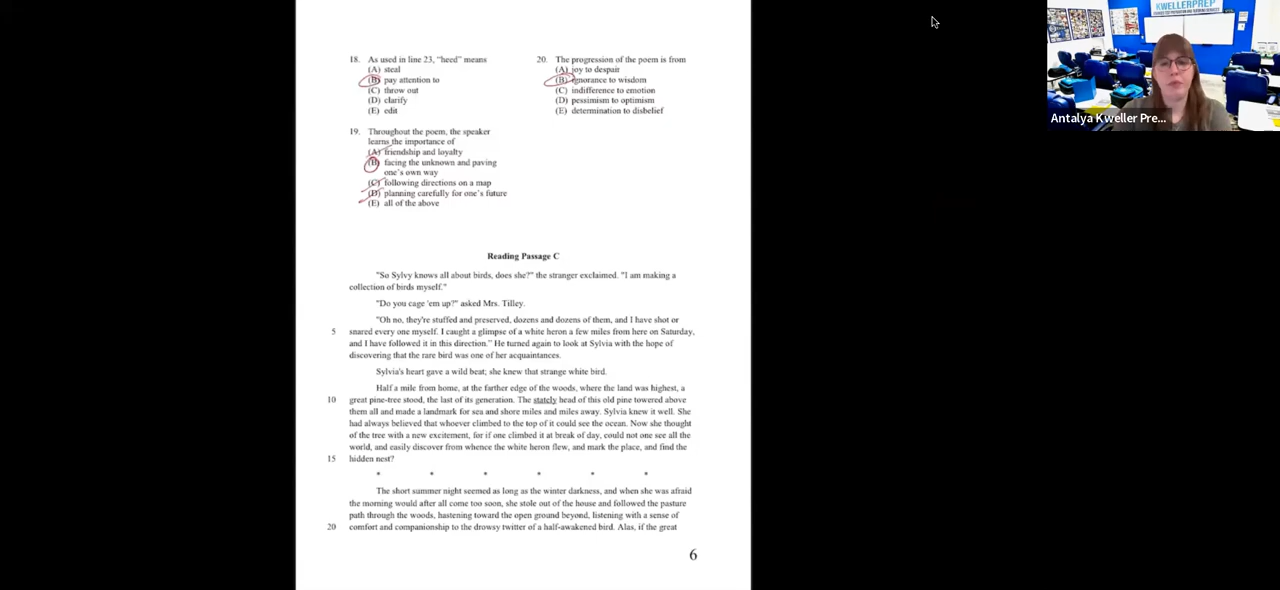 18. As used in line 23, "heed" means
(A) steal
(B) pay attention to
(C) throw out
(D) clarify
(E) edit
19. Throughout the poem, the speaker
learns the importance of
(A) friendship and loyalty
(B) facing the unknown and paving
one's own way
(C) following directions on a map
(D) planning carefully for one's future
(E) all of the above
20. The progression of the poem is from
(A) joy to despair
(B) ignorance to wisdom
(C) indifference to emotion
(D) pessimism to optimism
(E) determination to disbelief
Reading Passage C
"So Sylvy knows all about birds, does she?" the stranger exclaimed. "I am making a
collection of birds myself."
"Do you cage 'em up?" asked Mrs. Tilley.
"Oh no, they're stuffed and preserved, dozens and dozens of them, and I have shot or
5 snared every one myself. I caught a glimpse of a white heron a few miles from here on Saturday,
and I have followed it in this direction." He turned again to look at Sylvia with the hope of
discovering that the rare bird was one of her acquaintances.
Sylvia's heart gave a wild beat; she knew that strange white bird.
Half a mile from home, at the farther edge of the woods, where the land was highest, a
10 great pine-tree stood, the last of its generation. The stately head of this old pine towered above
them all and made a landmark for sea and shore miles and miles away. Sylvia knew it well. She
had always believed that whoever climbed to the top of it could see the ocean. Now she thought
of the tree with a new excitement, for if one climbed it at break of day, could not one see all the
world, and easily discover from whence the white heron flew, and mark the place, and find the
15 hidden nest?
* * * * * *
The short summer night seemed as long as the winter darkness, and when she was afraid
the morning would after all come too soon, she stole out of the house and followed the pasture
path through the woods, hastening toward the open ground beyond, listening with a sense of
20 comfort and companionship to the drowsy twitter of a half-awakened bird. Alas, if the great
6
KWELLERPREP
Antalya Kweller Pre...